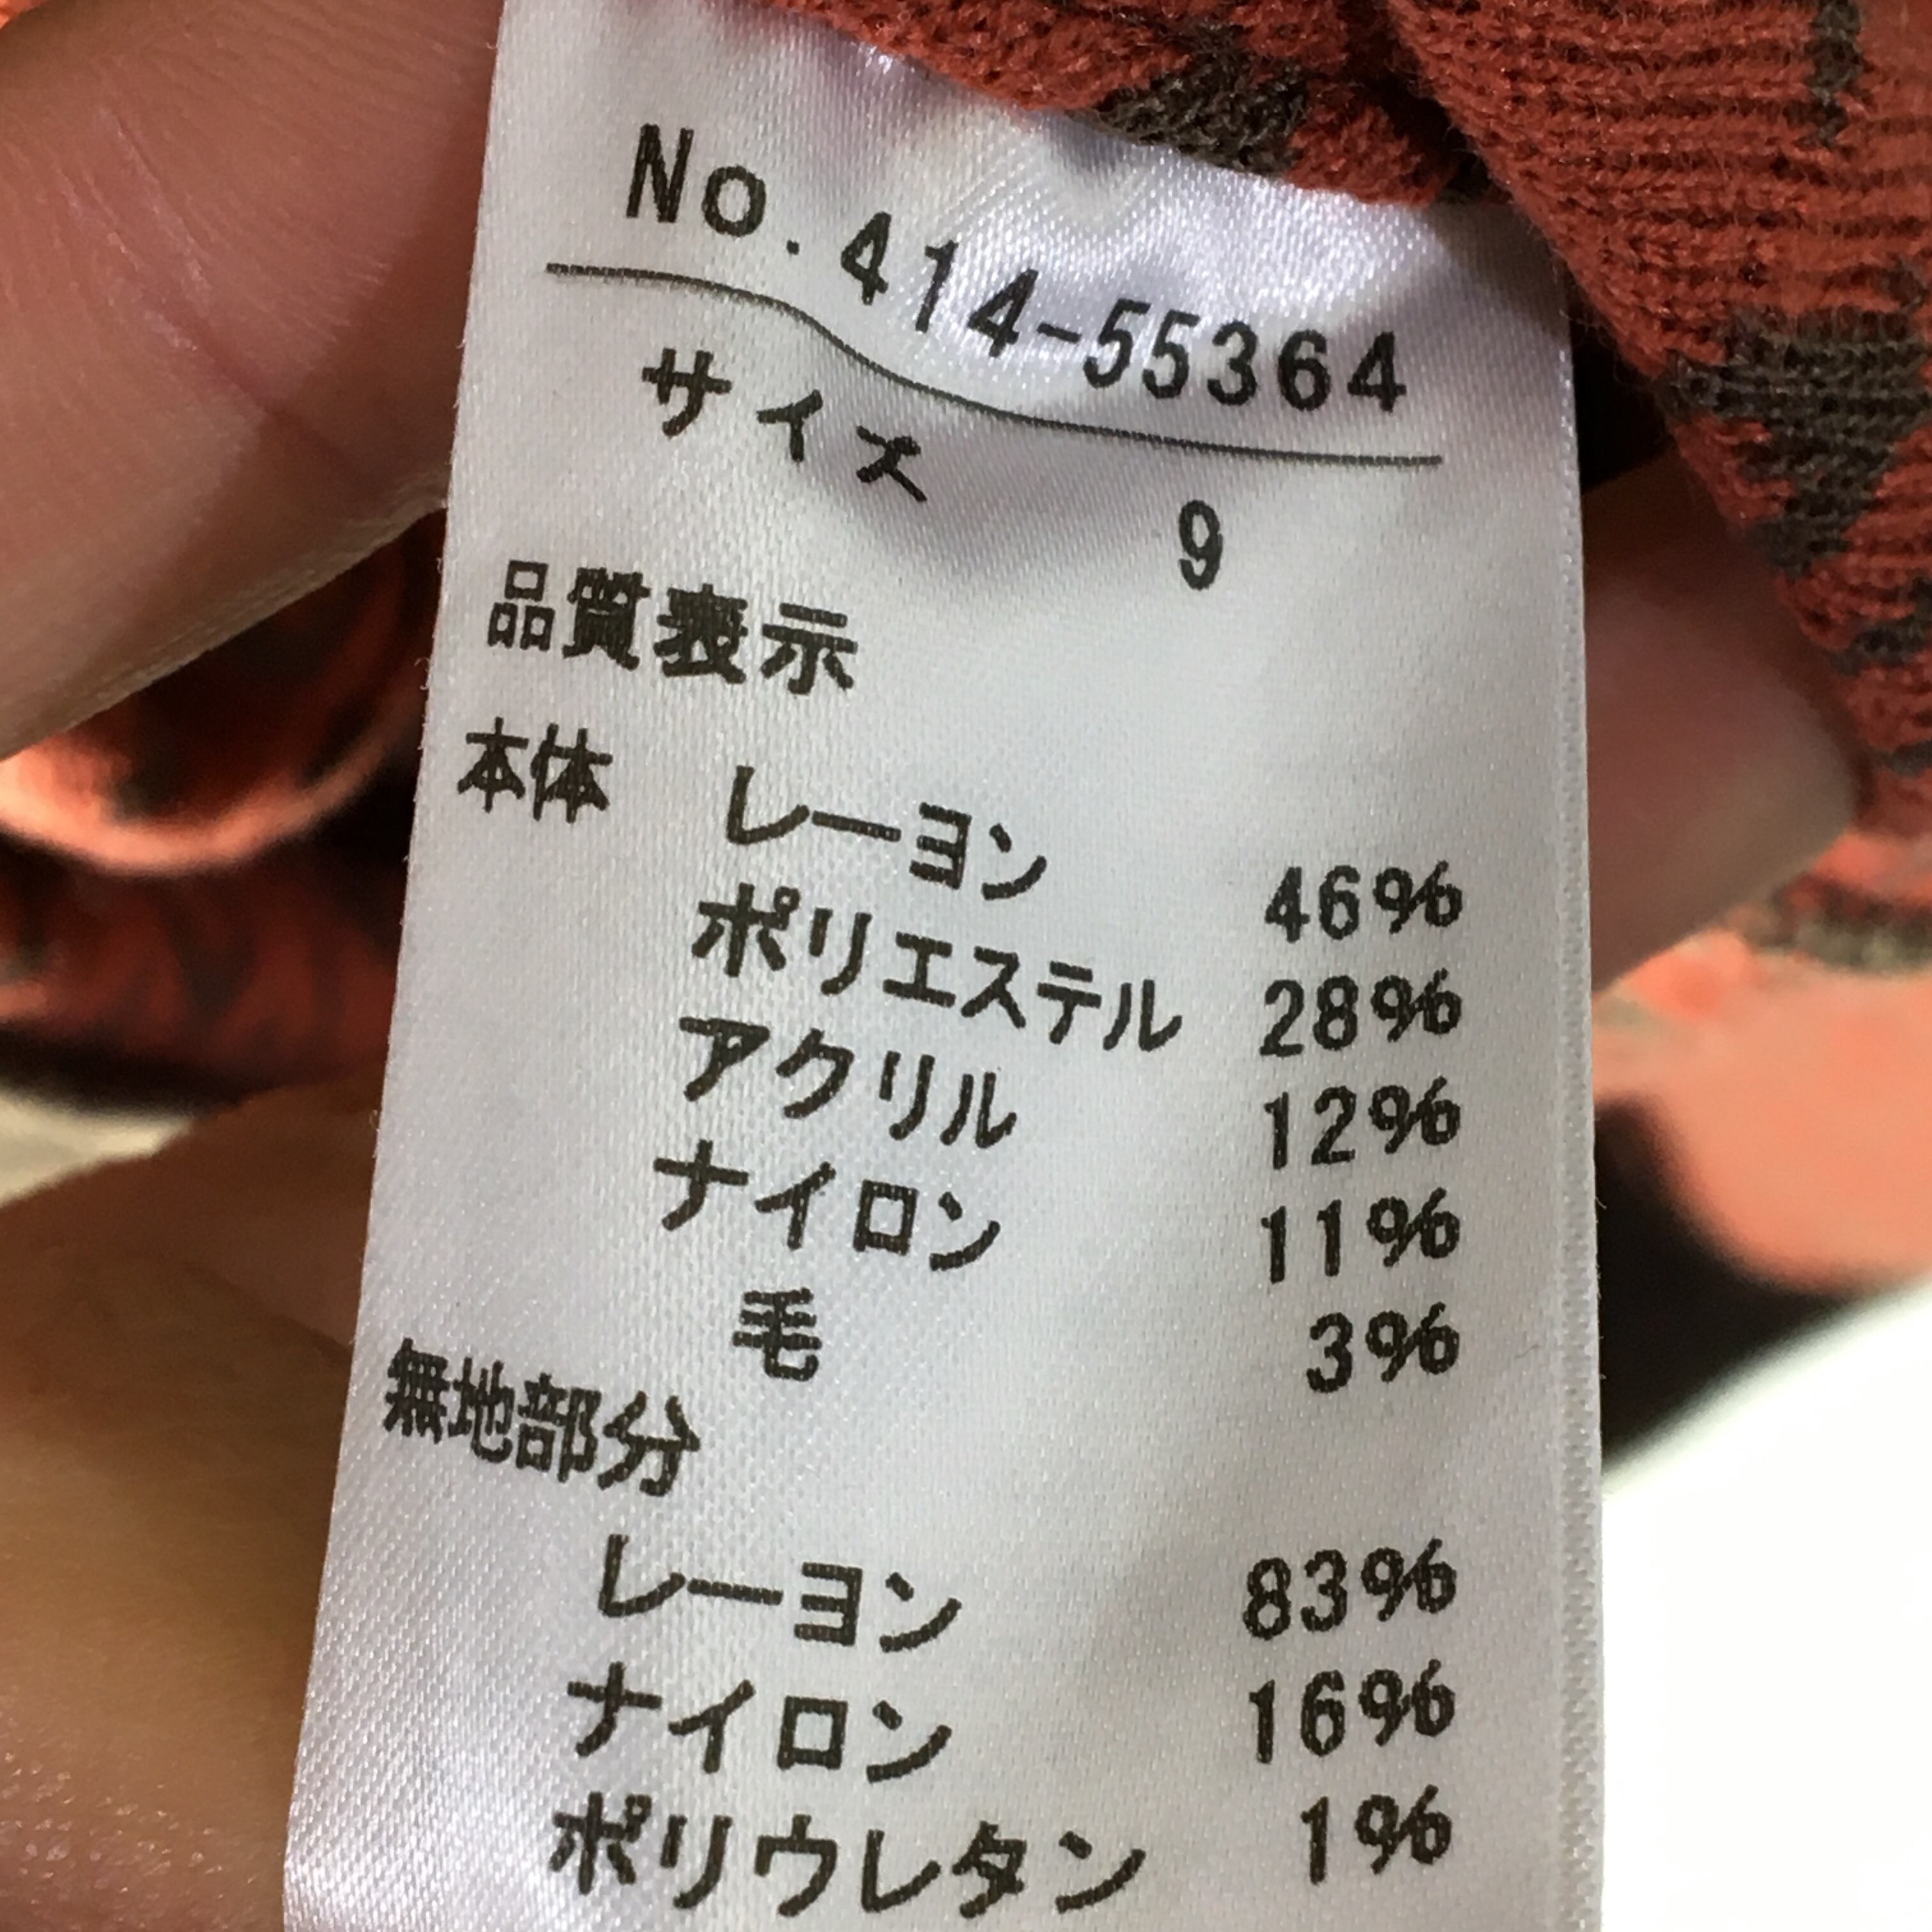 No.414-55364
サイズ 9
品質表示
本体 レーヨン 46%
ポリエステル 28%
アクリル 12%
ナイロン 11%
毛 3%
無地部分
レーヨン 83%
ナイロン 16%
ポリウレタン 1%